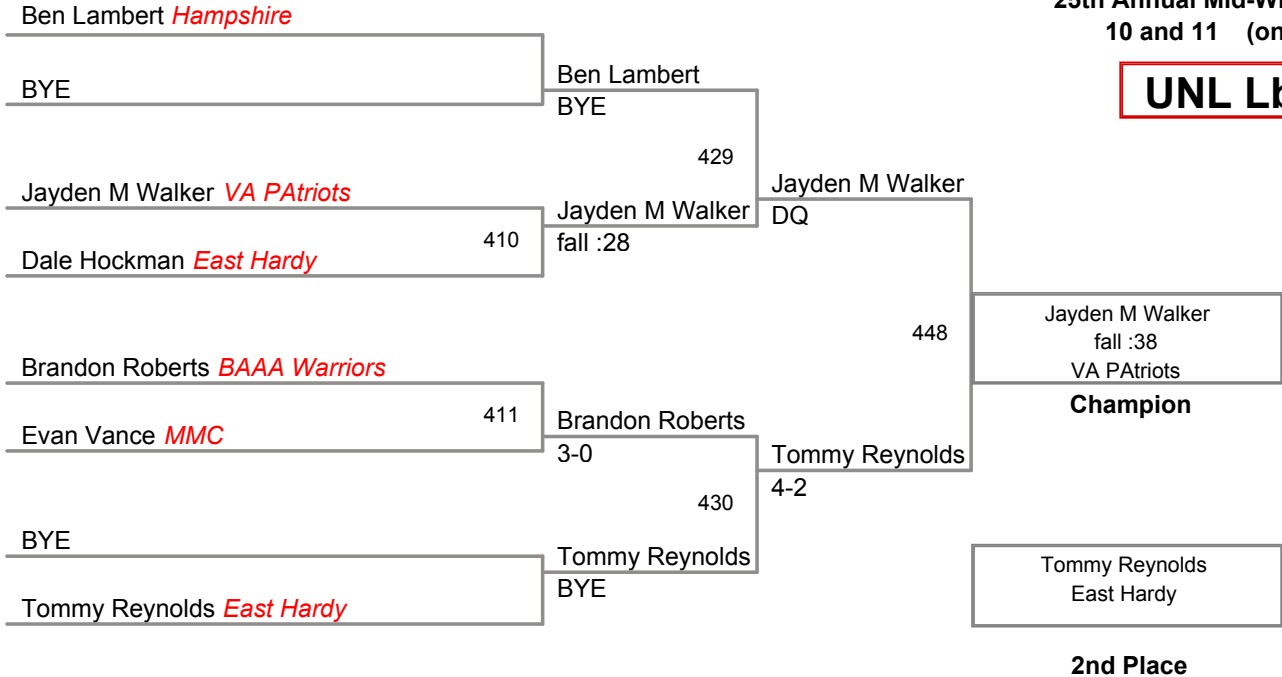 Ben Lambert Hampshire
BYE
Ben Lambert
BYE
429
Jayden M Walker VA PAtriots
410
Dale Hockman East Hardy
Jayden M Walker
fall :28
Jayden M Walker
DQ
Brandon Roberts BAAA Warriors
411
Evan Vance MMC
Brandon Roberts
3-0
430
BYE
Tommy Reynolds East Hardy
Tommy Reynolds
BYE
Tommy Reynolds
4-2
448
25th Annual
10 and 11
UNL
Jayden M Walker
fall :38
VA PAtriots
Champion
Tommy Reynolds
East Hardy
2nd Place